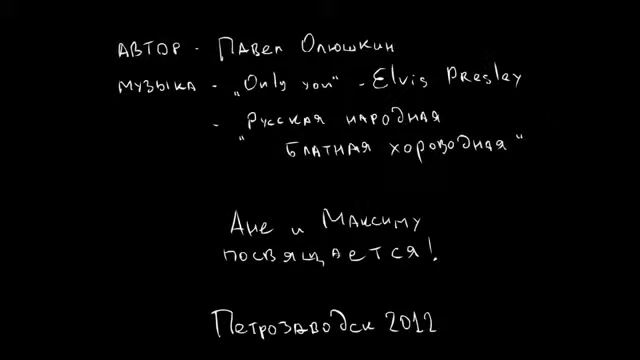 АВТОР - ПАВЕЛ ОЛЮШКИН
МУЗЫКА - „Only you" - Elvis Presley
- „РУССКАЯ НАРОДНАЯ
БЛАТНАЯ ХОРОВОДНАЯ"
АНЕ и МАКСИМУ
ПОСВЯЩАЕТСЯ!
ПЕТРОЗАВОДСК 2012